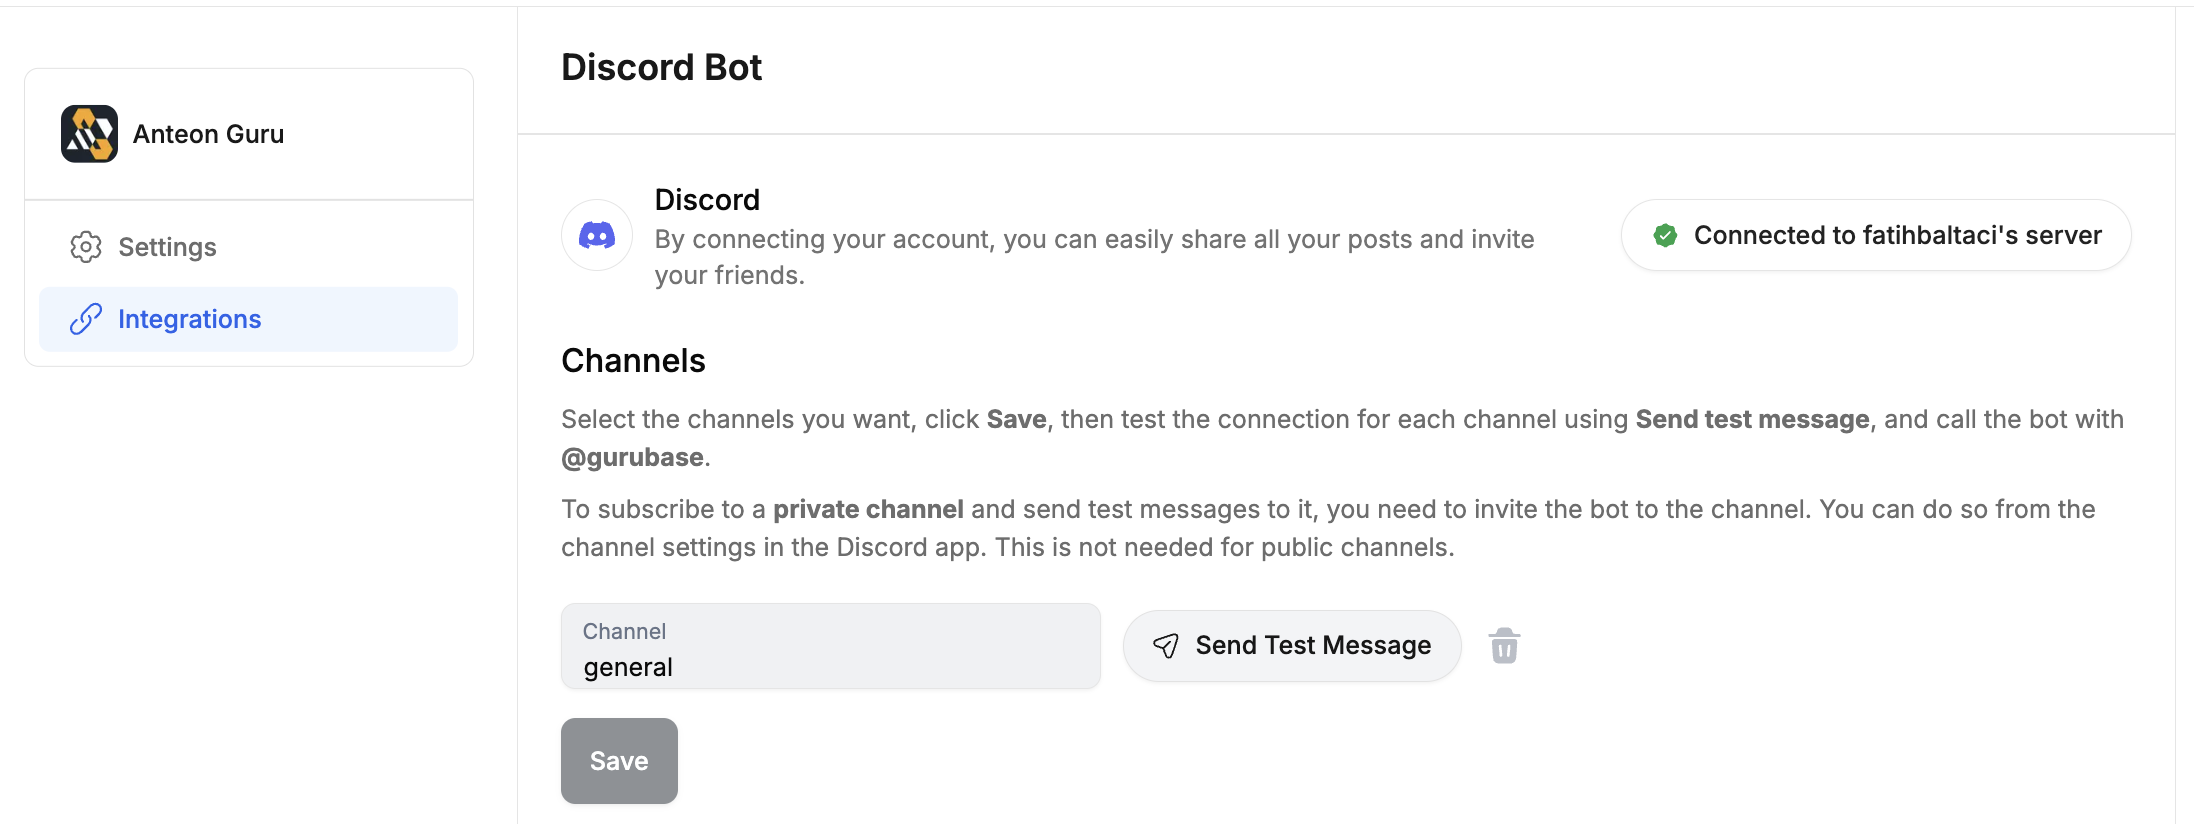 Discord Bot
Anteon Guru
Settings
Integrations
Discord
By connecting your account, you can easily share all your posts and invite
your friends.
Connected to fatihbaltaci's server
Channels
Select the channels you want, click Save, then test the connection for each channel using Send test message, and call the bot with
@gurubase.
To subscribe to a private channel and send test messages to it, you need to invite the bot to the channel. You can do so from the
channel settings in the Discord app. This is not needed for public channels.
Channel
general
Send Test Message
Save